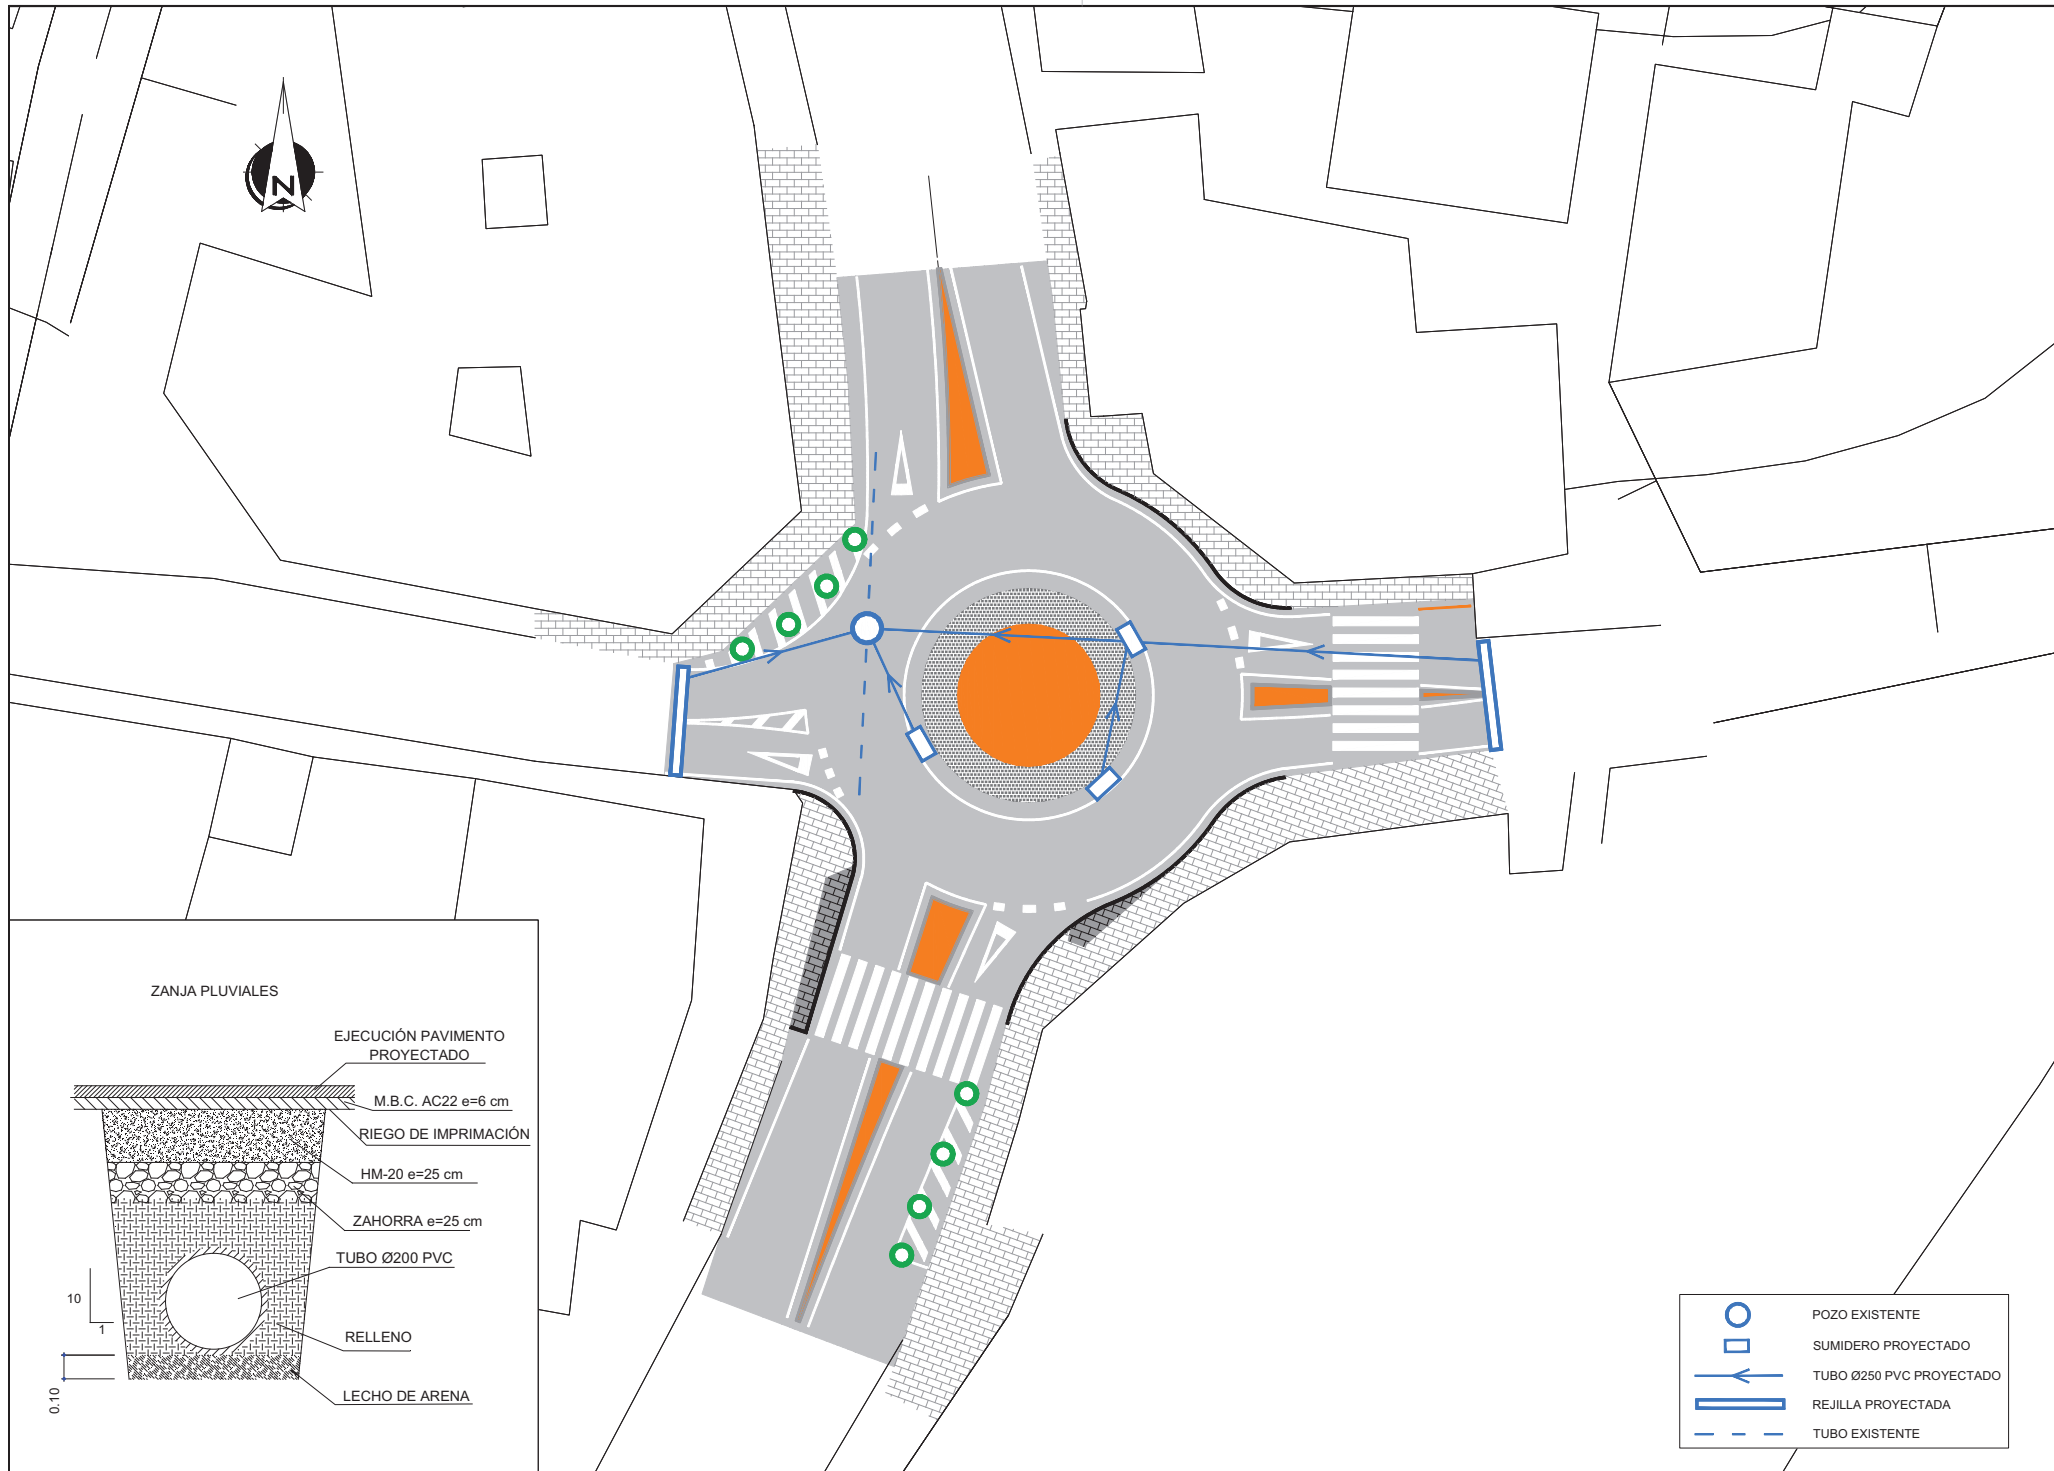 N
ZANJA PLUVIALES
EJECUCIÓN PAVIMENTO
PROYECTADO
M.B.C. AC22 e=6 cm
RIEGO DE IMPRIMACIÓN
HM-20 e=25 cm
ZAHORRA e=25 cm
TUBO Ø200 PVC
10
1
RELLENO
LECHO DE ARENA
0.10
POZO EXISTENTE
SUMIDERO PROYECTADO
TUBO Ø250 PVC PROYECTADO
REJILLA PROYECTADA
TUBO EXISTENTE